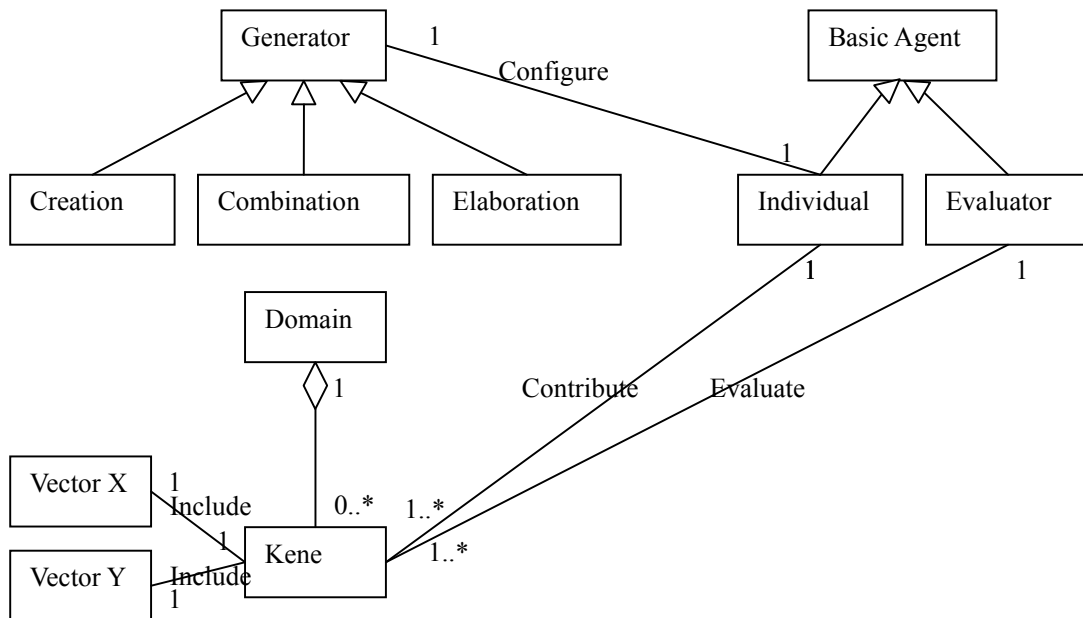 Generator
1
Basic Agent
Configure
1
Creation
Combination
Elaboration
Individual
Evaluator
1
1
Domain
1
Contribute
Evaluate
Vector X
1
Include
0..*
1..*
1
Kene
1..*
Vector Y
Include
1